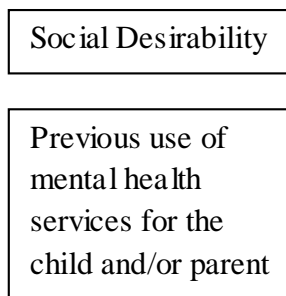 Social Desirability
Previous use of
mental health
services for the
child and/or parent